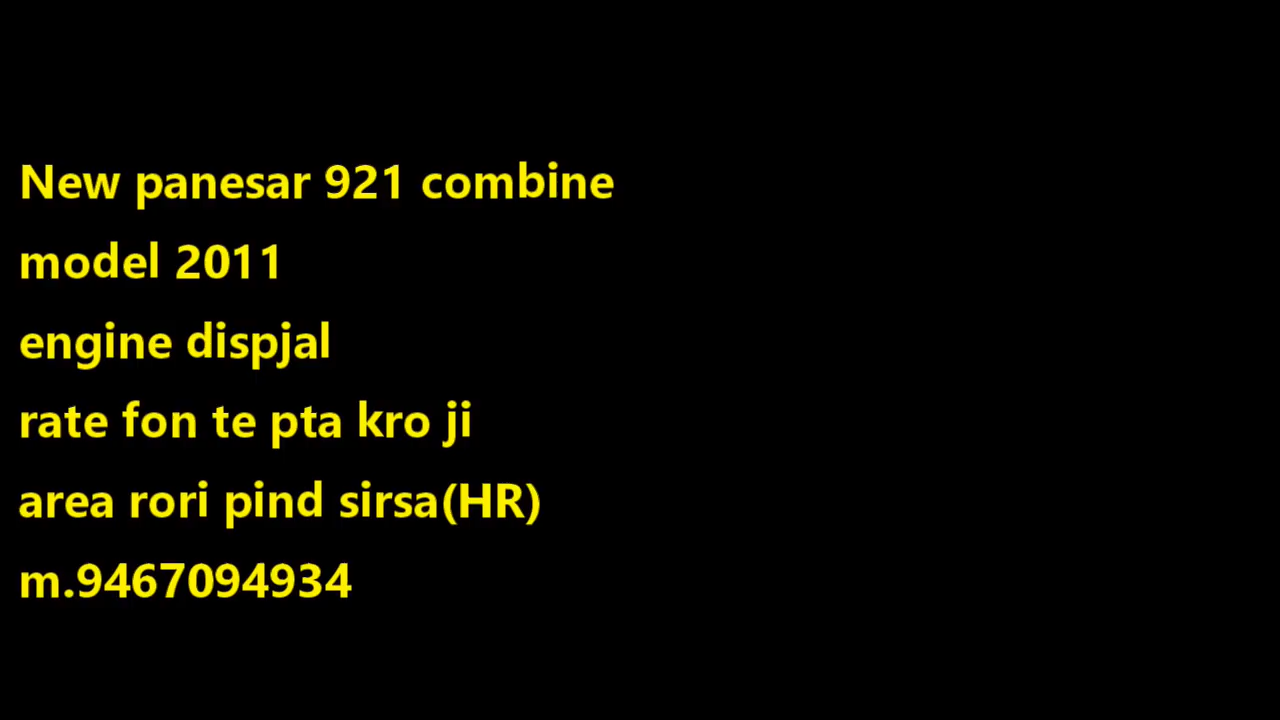 New panesar 921 combine
model 2011
engine dispjal
rate fon te pta kro ji
area rori pind sirsa(HR)
m.9467094934